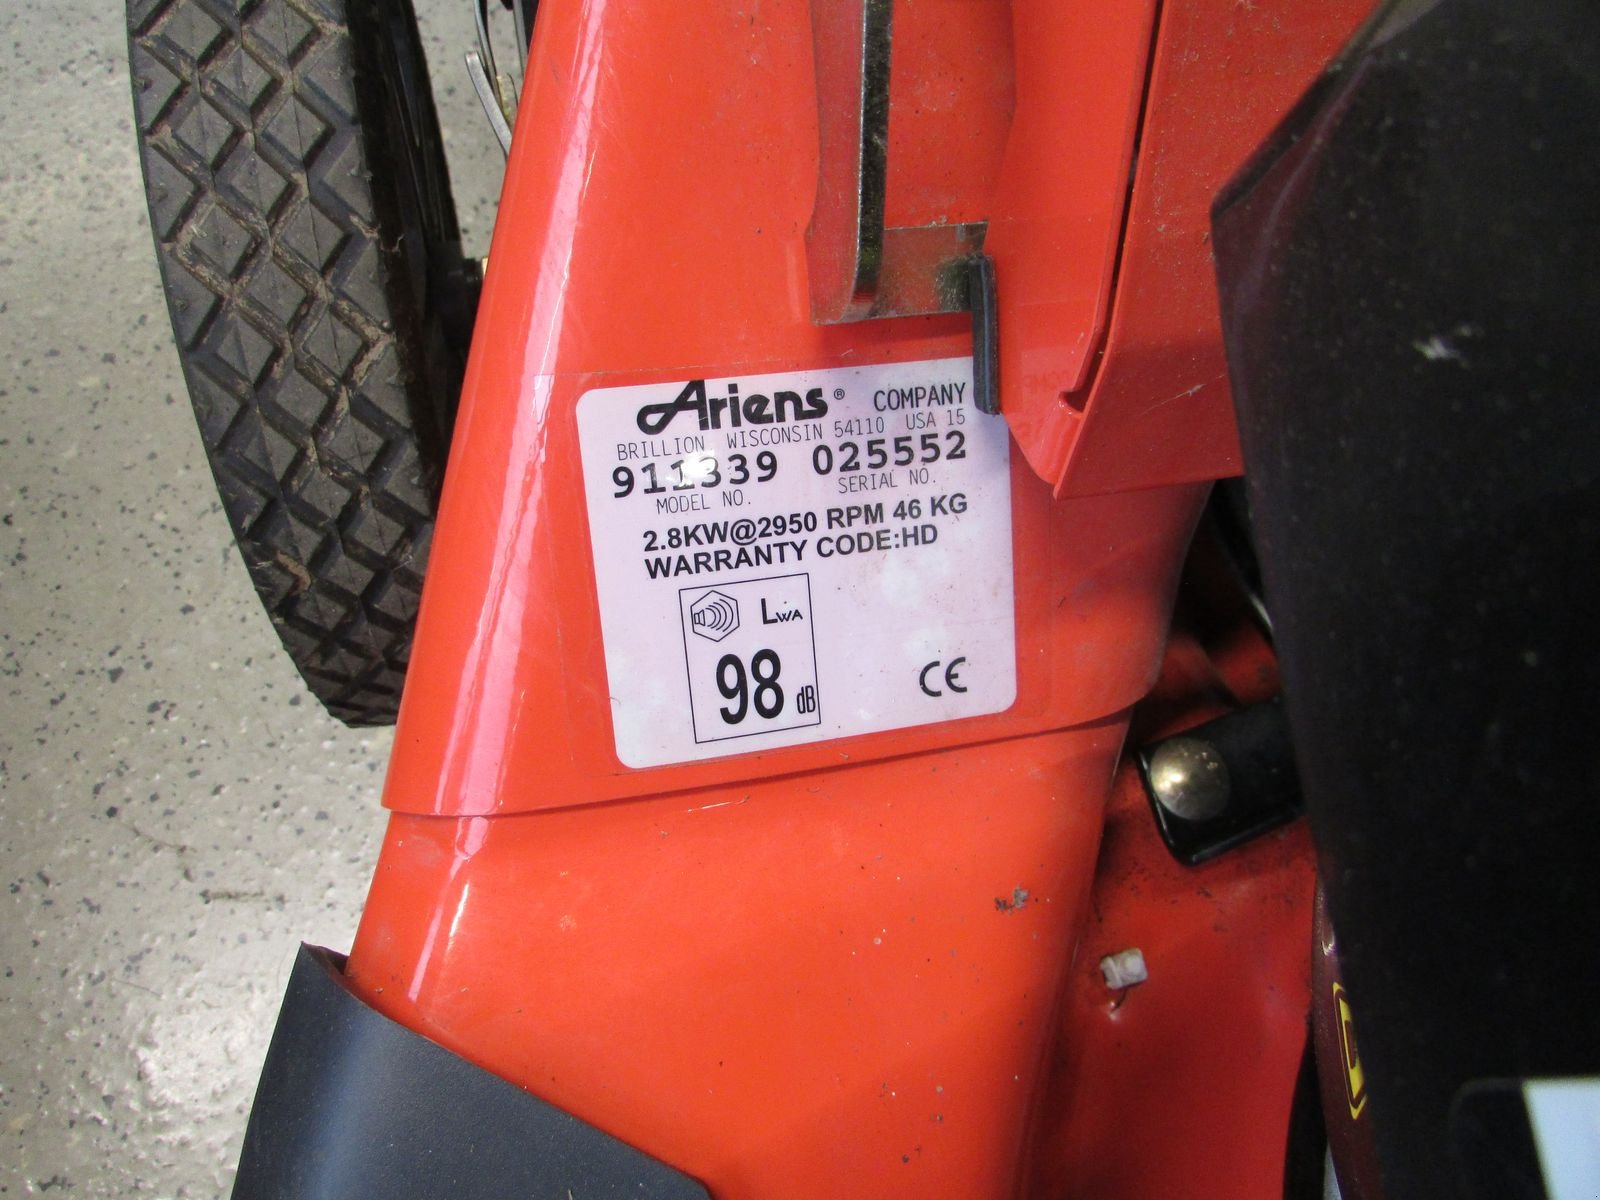 Ariens® COMPANY
BRILLION WISCONSIN 54110 USA 15
911339 025552
MODEL NO. SERIAL NO.
2.8KW@2950 RPM 46 KG
WARRANTY CODE:HD
LWA
98 dB
CE